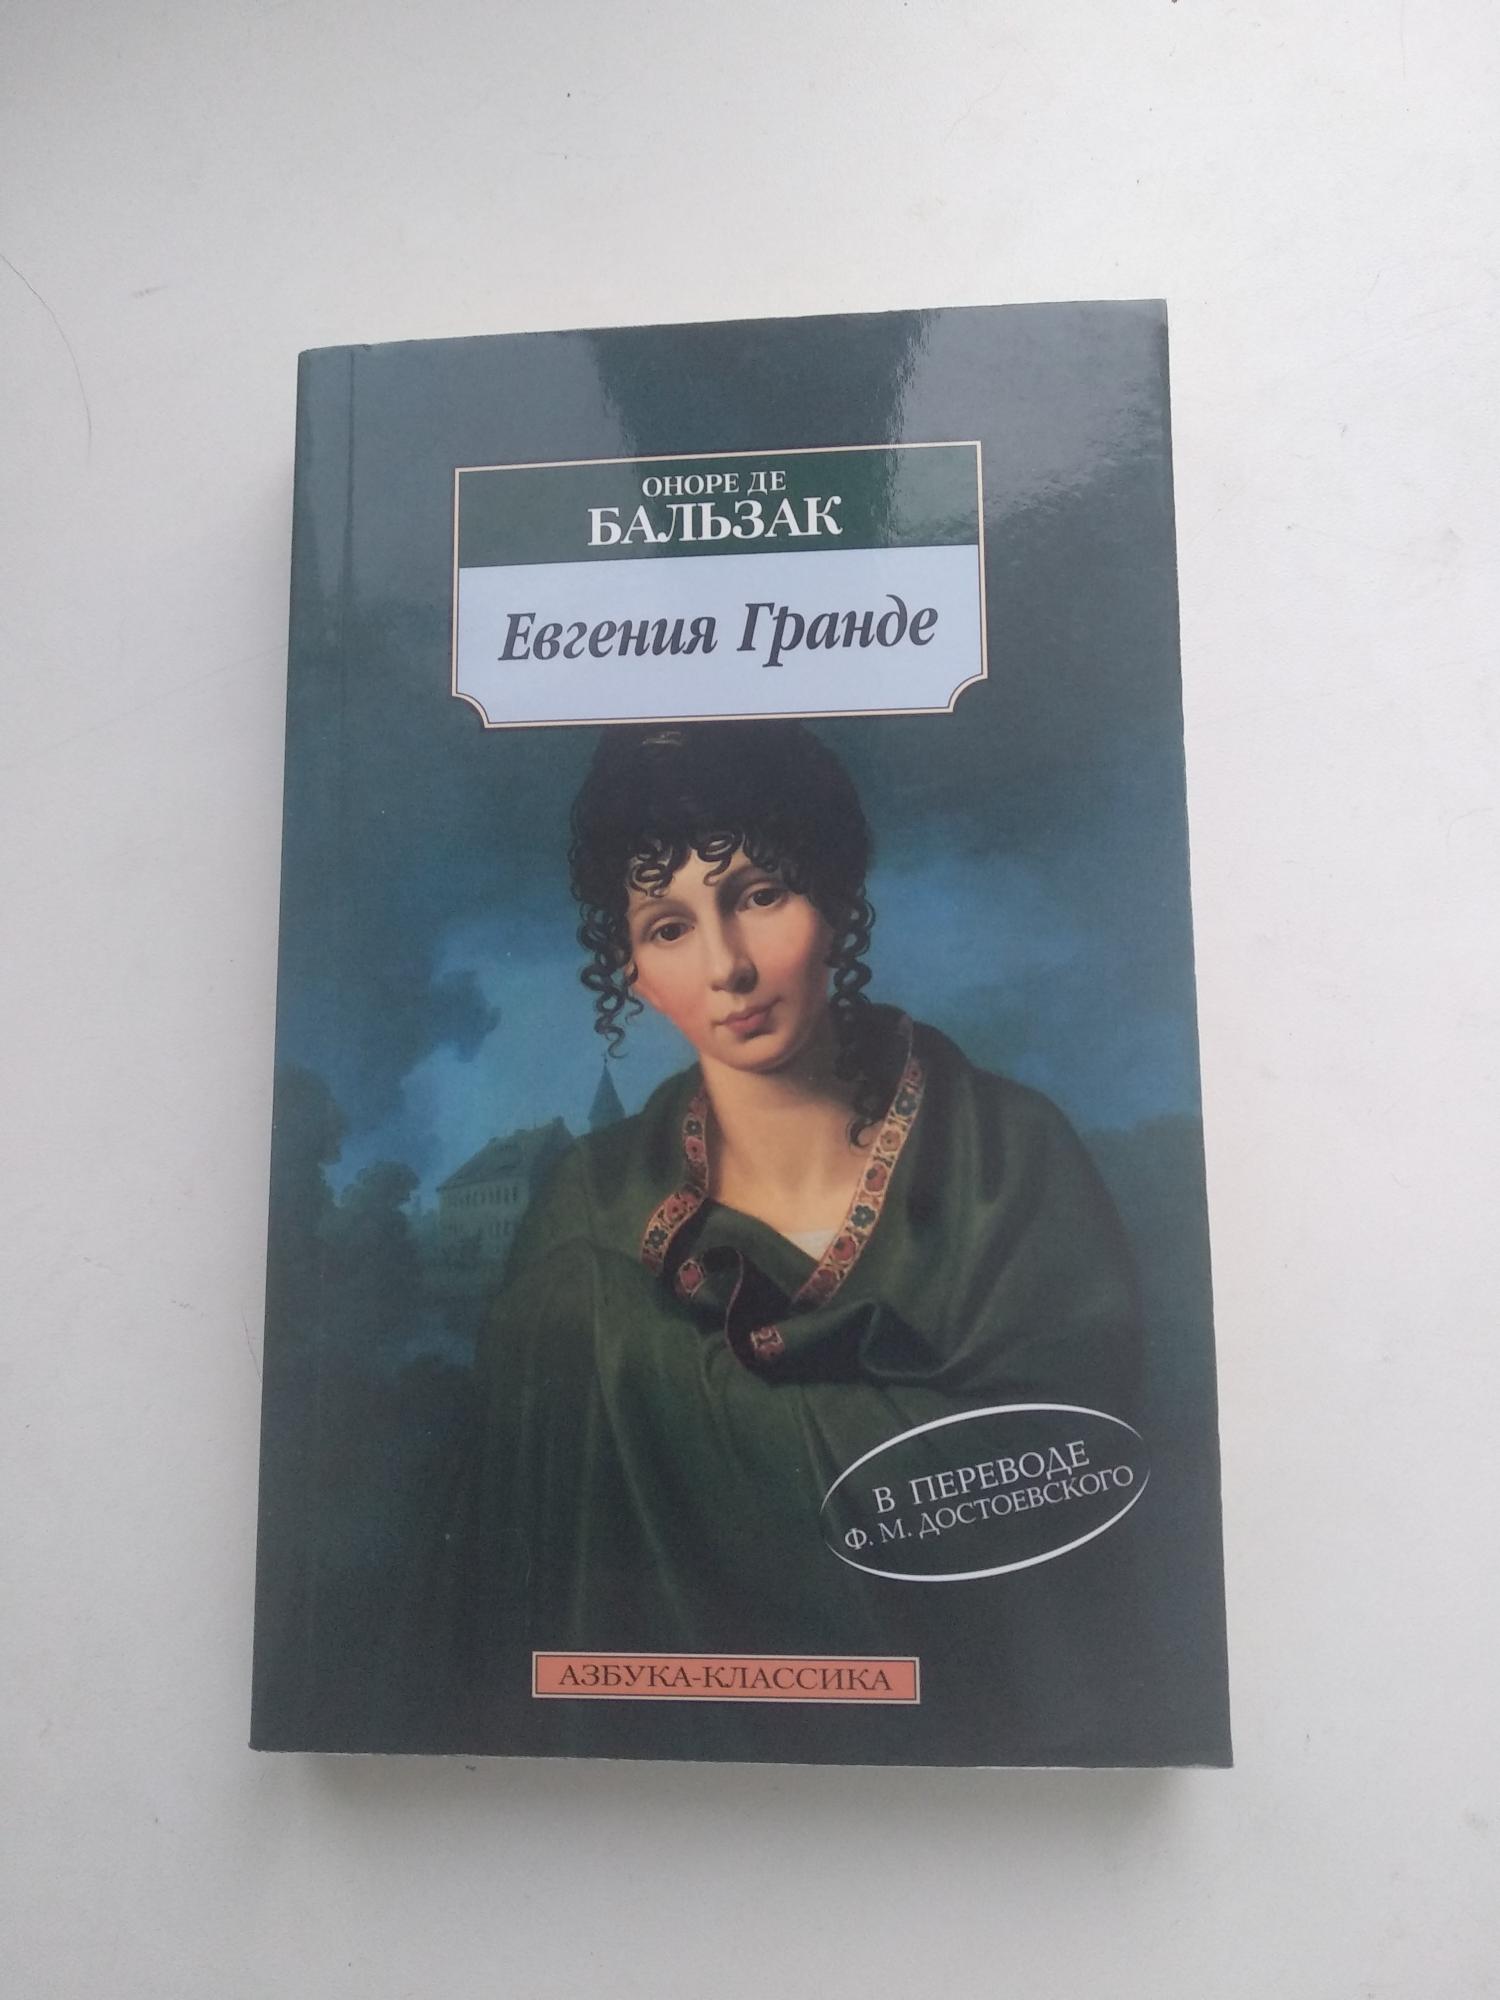 ОНОРЕ ДЕ
БАЛЬЗАК
Евгения Гранде
В ПЕРЕВОДЕ
Ф. М. ДОСТОЕВСКОГО
АЗБУКА-КЛАССИКА